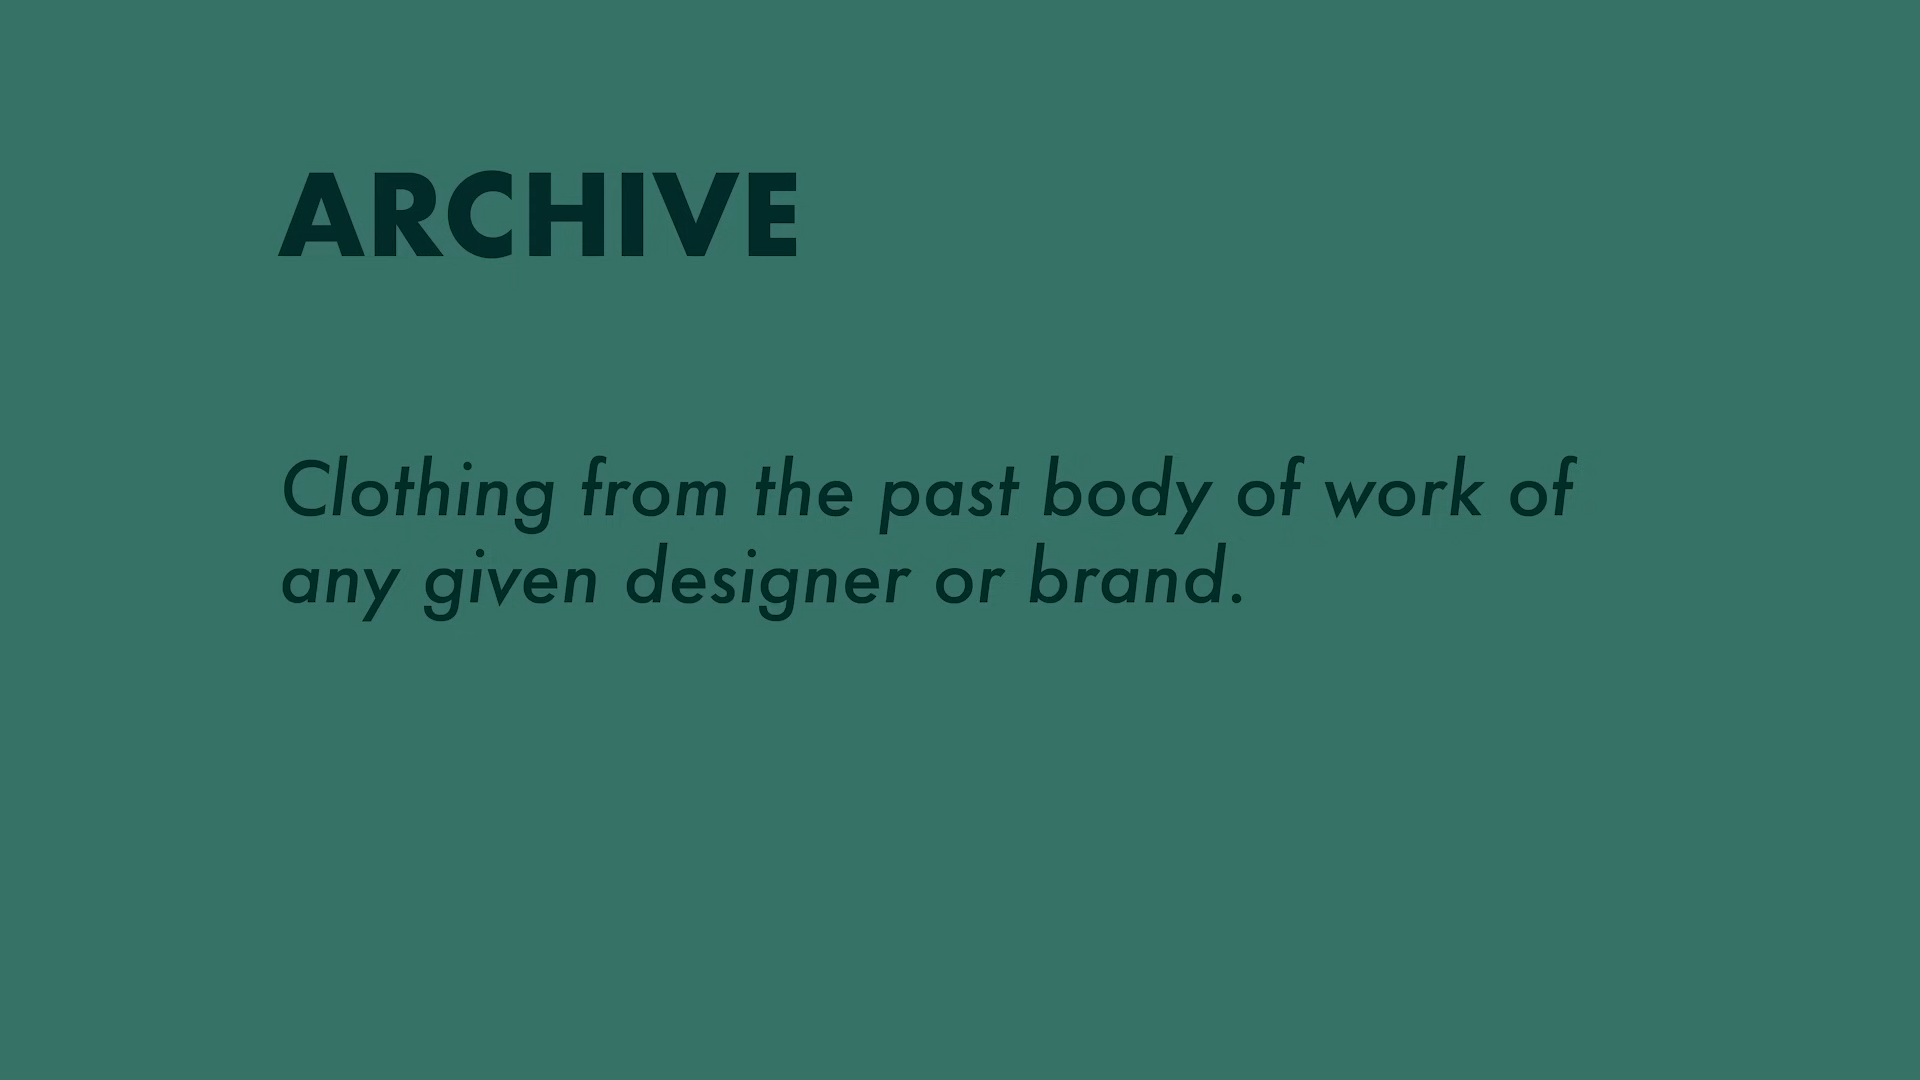 ARCHIVE
Clothing from the past body of work of
any given designer or brand.